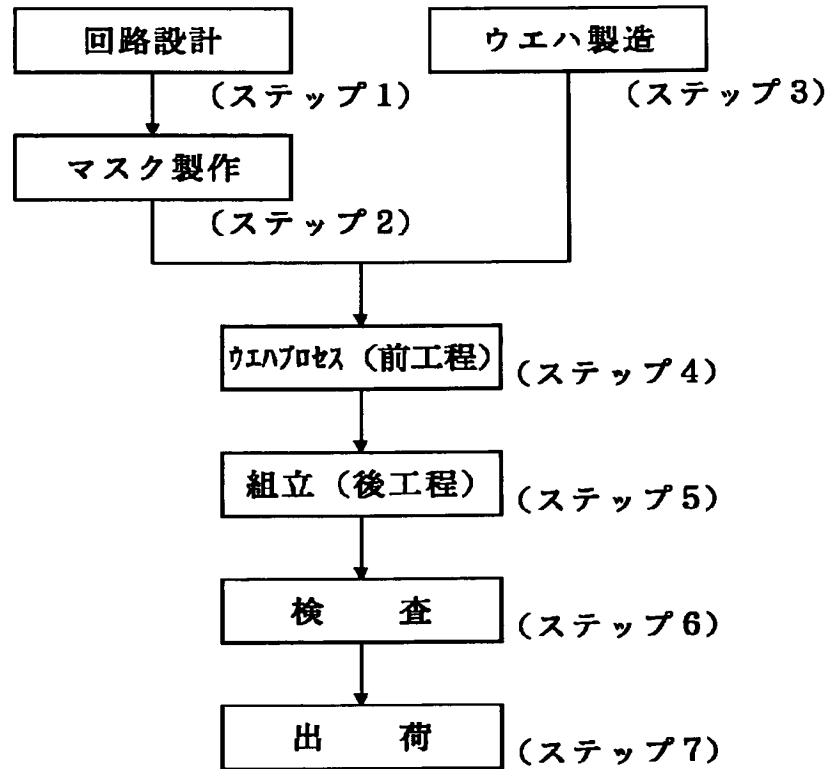 回路設計
(ステップ1)
ウエハ製造
(ステップ3)
マスク製作
(ステップ2)
ウエハプロセス(前工程)
(ステップ4)
組立(後工程)
(ステップ5)
検 査
(ステップ6)
出 荷
(ステップ7)